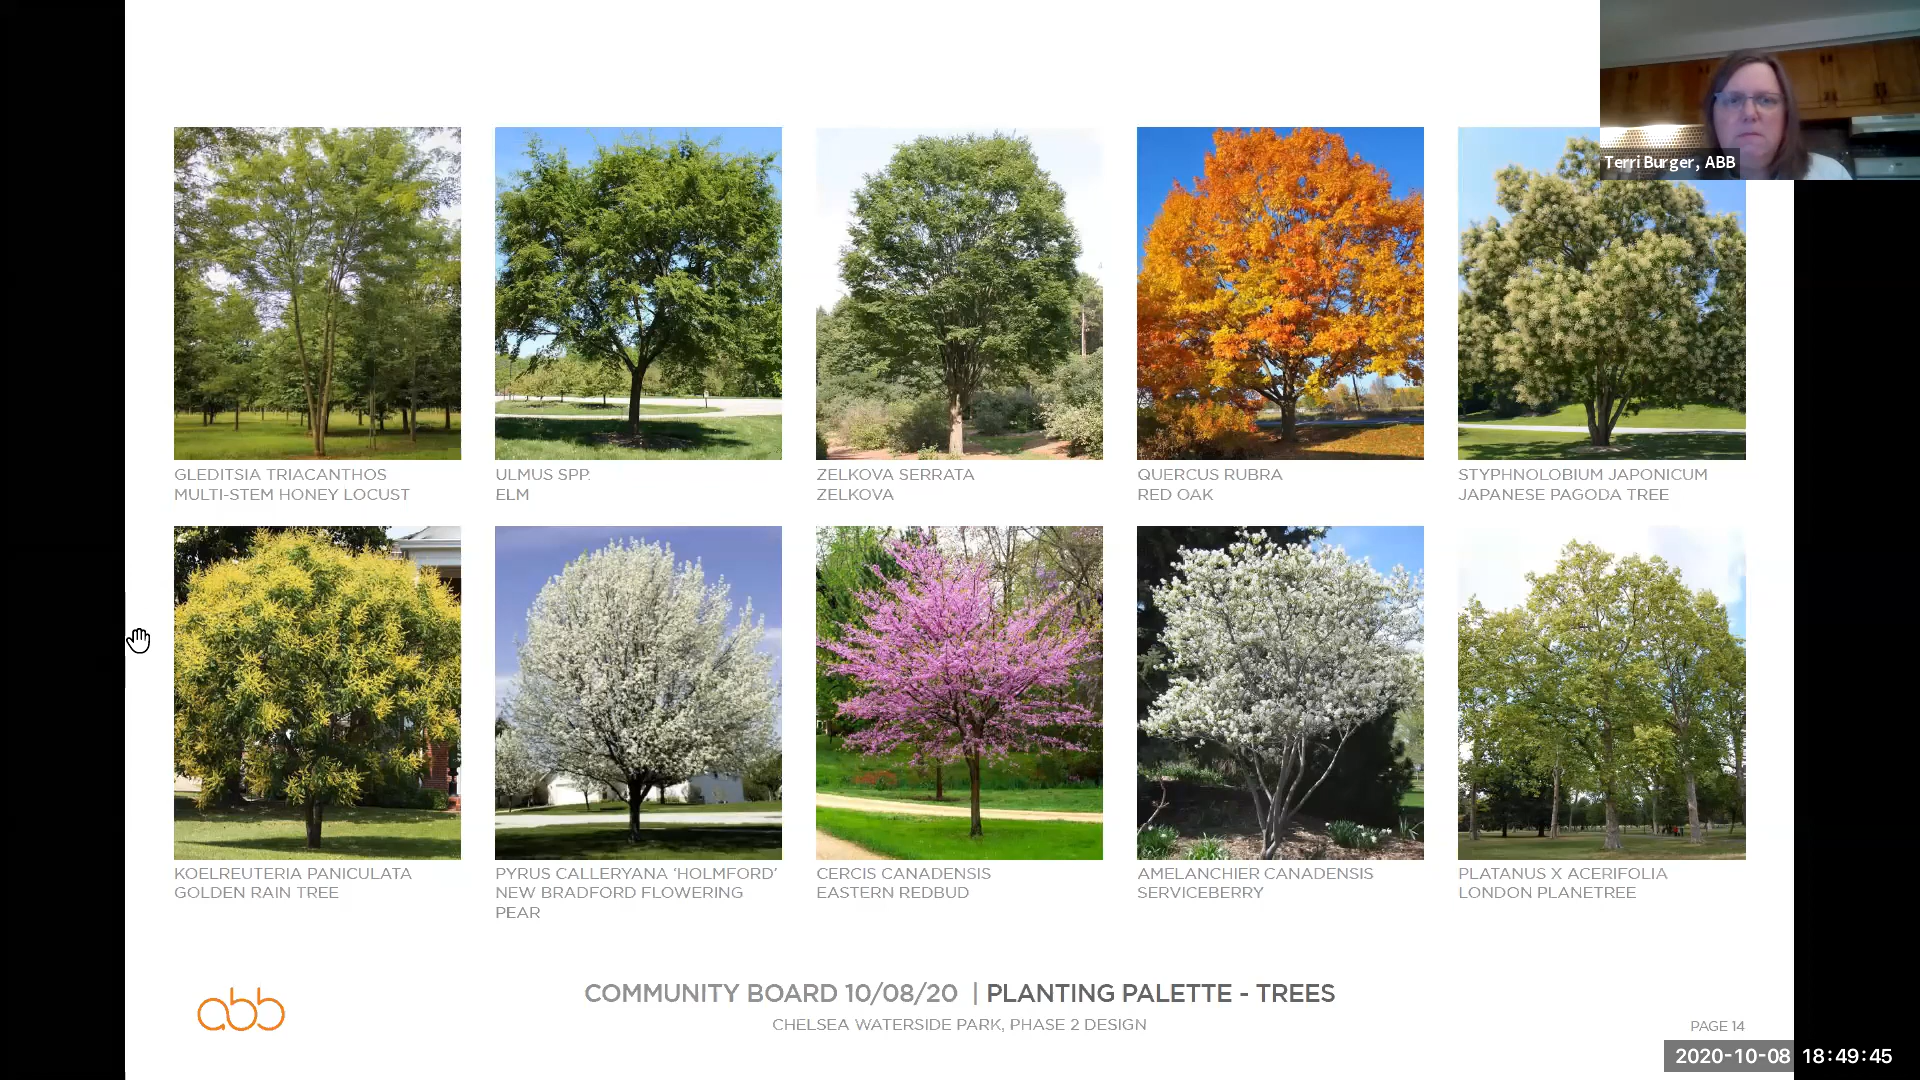 Terri Burger, ABB
GLEDITSIA TRIACANTHOS
MULTI-STEM HONEY LOCUST
ULMUS SPP.
ELM
ZELKOVA SERRATA
ZELKOVA
QUERCUS RUBRA
RED OAK
STYPHNOLOBIUM JAPONICUM
JAPANESE PAGODA TREE
KOELREUTERIA PANICULATA
GOLDEN RAIN TREE
PYRUS CALLERYANA ‘HOLMFORD’
NEW BRADFORD FLOWERING
PEAR
CERCIS CANADENSIS
EASTERN REDBUD
AMELANCHIER CANADENSIS
SERVICEBERRY
PLATANUS X ACERIFOLIA
LONDON PLANETREE
abb
COMMUNITY BOARD 10/08/20 | PLANTING PALETTE - TREES
CHELSEA WATERSIDE PARK, PHASE 2 DESIGN
PAGE 14
2020-10-08 18:49:45